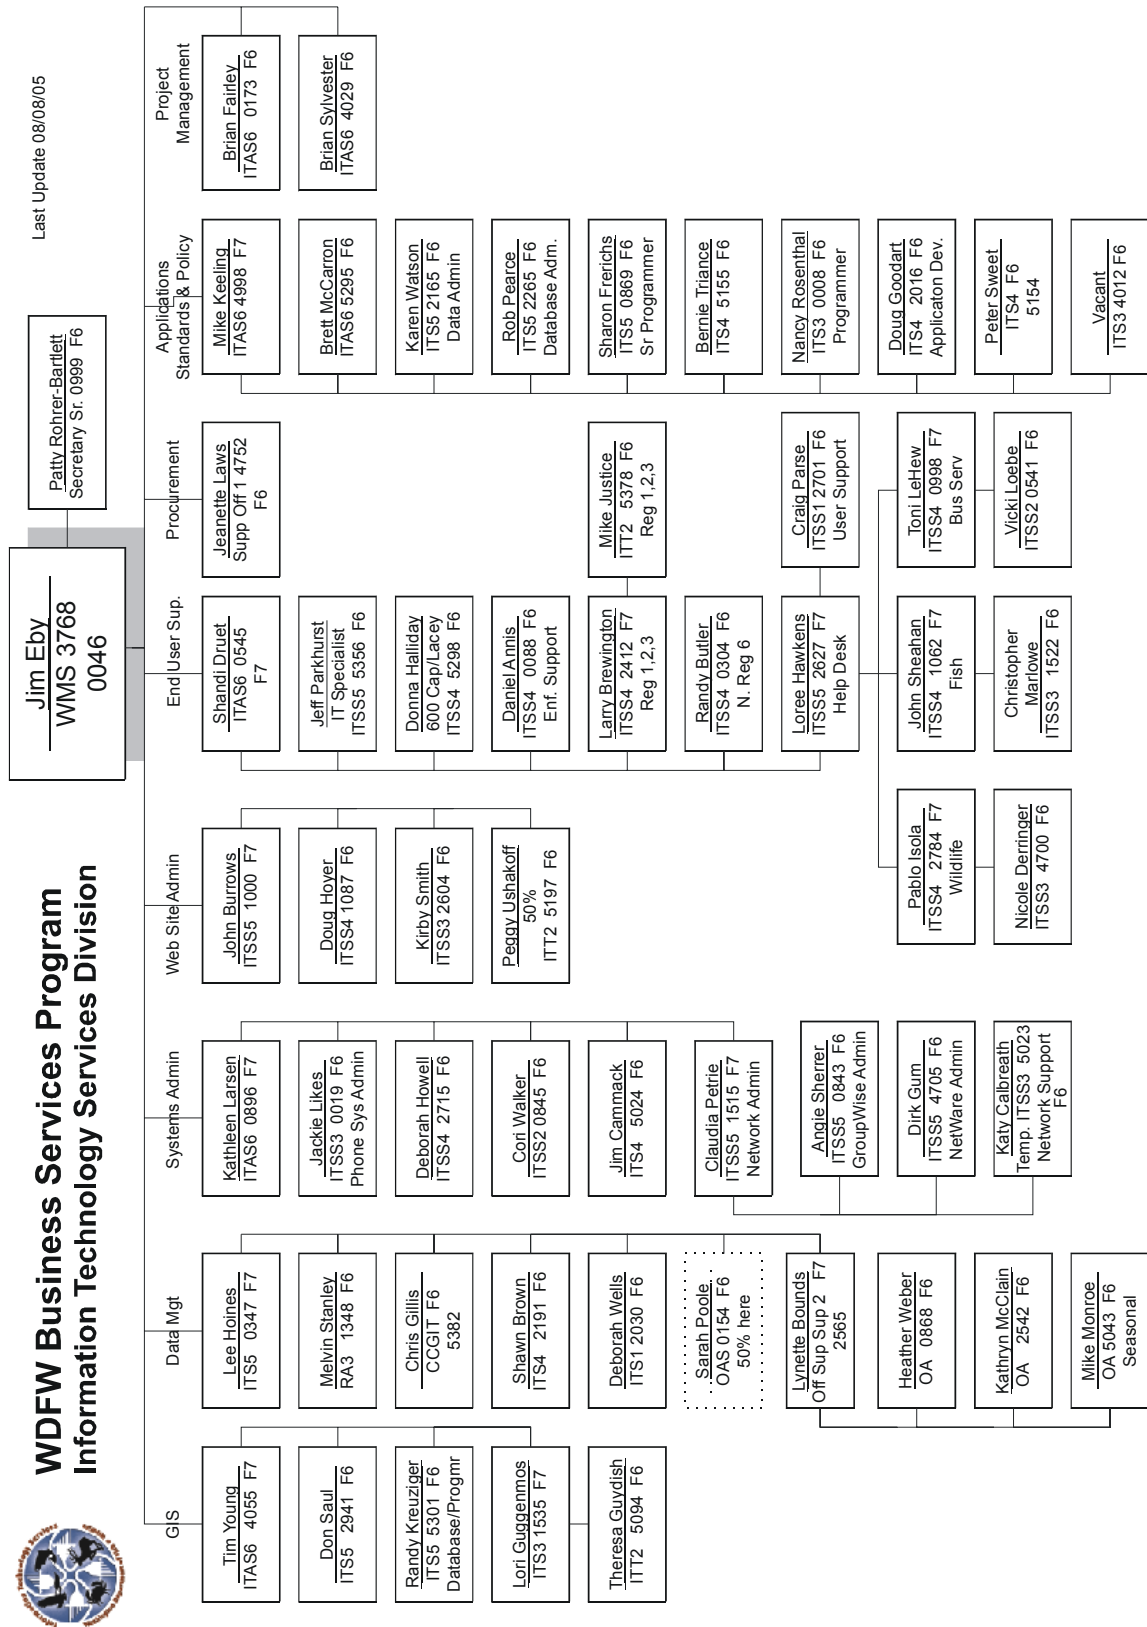 WDFW Business Services Program
Information Technology Services Division
Last Update 08/08/05
Jim Eby
WMS 3768
0046
Patty Rohrer-Bartlett
Secretary Sr. 0999 F6
GIS
Tim Young
ITAS6 4055 F7
Don Saul
ITS5 2941 F6
Randy Kreuziger
ITS5 5301 F6
Database/Progmr
Lori Guggenmos
ITS3 1535 F7
Theresa Guydish
ITT2 5094 F6
Data Mgt
Lee Hoines
ITS5 0347 F7
Melvin Stanley
RA3 1348 F6
Chris Gillis
CCGIT F6
5382
Shawn Brown
ITS4 2191 F6
Deborah Wells
ITS1 2030 F6
Sarah Poole
OAS 0154 F6
50% here
Lynette Bounds
Off Sup Sup 2 F7
2565
Heather Weber
OA 0868 F6
Kathryn McClain
OA 2542 F6
Mike Monroe
OA 5043 F6
Seasonal
Systems Admin
Kathleen Larsen
ITAS6 0896 F7
Jackie Likes
ITSS3 0019 F6
Phone Sys Admin
Deborah Howell
ITSS4 2715 F6
Cori Walker
ITSS2 0845 F6
Jim Cammack
ITS4 5024 F6
Claudia Petrie
ITSS5 1515 F7
Network Admin
Angie Sherrer
ITSS5 0843 F6
GroupWise Admin
Dirk Gum
ITSS5 4705 F6
NetWare Admin
Katy Calbreath
Temp. ITSS3 5023
Network Support
F6
Web Site Admin
John Burrows
ITSS5 1000 F7
Doug Hoyer
ITSS4 1087 F6
Kirby Smith
ITSS3 2604 F6
Peggy Ushakoff
50%
ITT2 5197 F6
End User Sup.
Shandi Druet
ITAS6 0545
F7
Jeff Parkhurst
IT Specialist
ITSS5 5356 F6
Donna Halliday
600 Cap/Lacey
ITSS4 5298 F6
Daniel Annis
ITSS4 0088 F6
Enf. Support
Larry Brewington
ITSS4 2412 F7
Reg 1,2,3
Mike Justice
ITT2 5378 F6
Reg 1,2,3
Randy Butler
ITSS4 0304 F6
N. Reg 6
Loree Hawkens
ITSS5 2627 F7
Help Desk
Craig Parse
ITSS1 2701 F6
User Support
Pablo Isola
ITSS4 2784 F7
Wildlife
Nicole Derringer
ITSS3 4700 F6
John Sheahan
ITSS4 1062 F7
Fish
Christopher
Marlowe
ITSS3 1522 F6
Toni LeHew
ITSS4 0998 F7
Bus Serv
Vicki Loebe
ITSS2 0541 F6
Procurement
Jeanette Laws
Supp Off 1 4752
F6
Applications
Standards & Policy
Mike Keeling
ITAS6 4998 F7
Brett McCarron
ITAS6 5295 F6
Karen Watson
ITS5 2165 F6
Data Admin
Rob Pearce
ITS5 2265 F6
Database Adm.
Sharon Frerichs
ITS5 0869 F6
Sr Programmer
Bernie Triance
ITS4 5155 F6
Nancy Rosenthal
ITS3 0008 F6
Programmer
Doug Goodart
ITS4 2016 F6
Applicaton Dev.
Peter Sweet
ITS4 F6
5154
Vacant
ITS3 4012 F6
Project
Management
Brian Fairley
ITAS6 0173 F6
Brian Sylvester
ITAS6 4029 F6